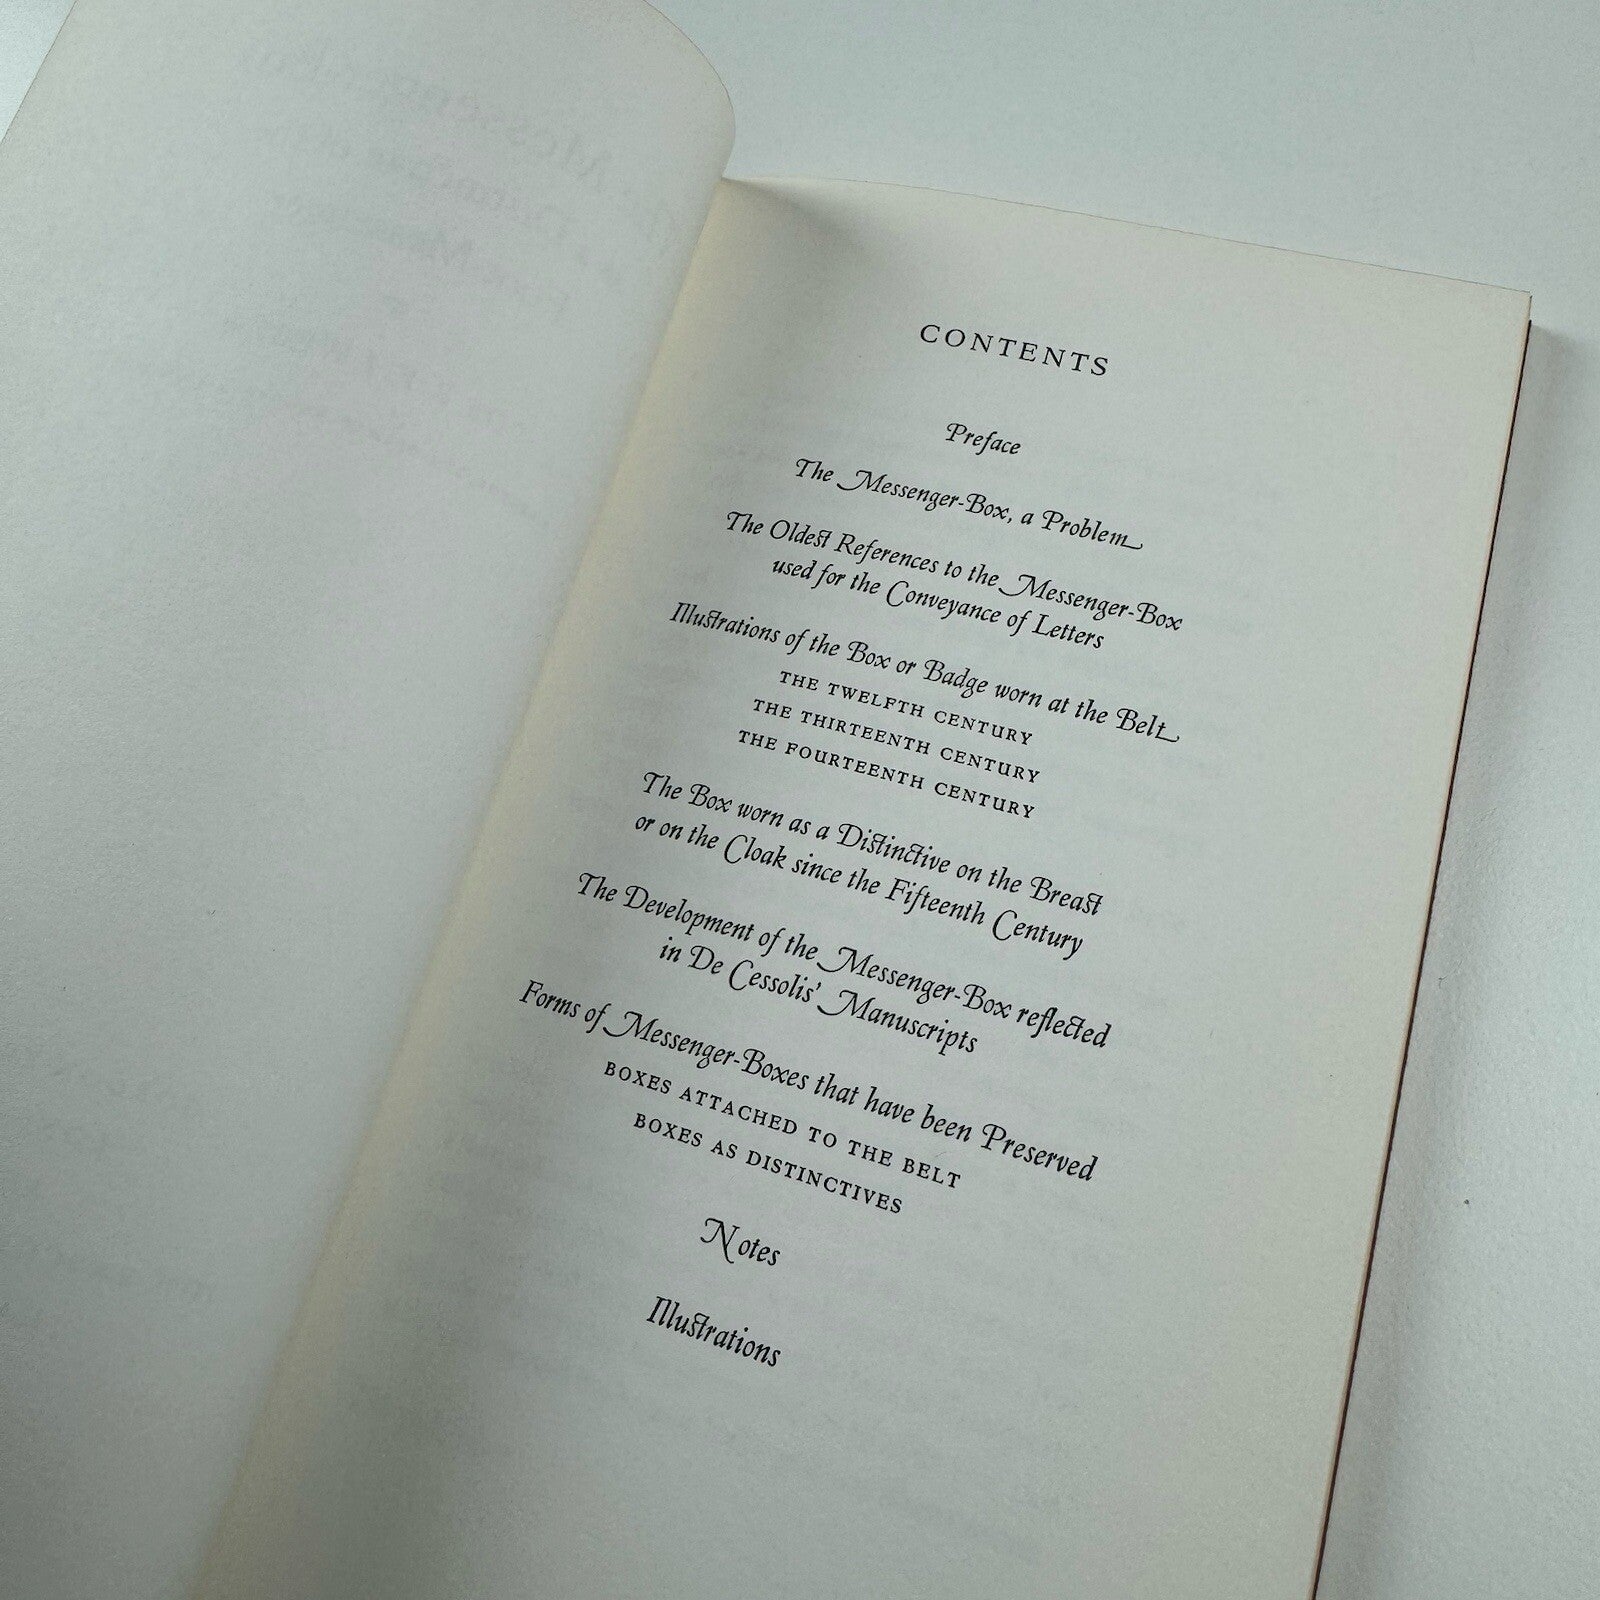 CONTENTS
Preface
The Messenger-Box, a Problem
The Oldest References to the Messenger-Box
used for the Conveyance of Letters
Illustrations of the Box or Badge worn at the Belt
THE TWELFTH CENTURY
THE THIRTEENTH CENTURY
THE FOURTEENTH CENTURY
The Box worn as a Distinctive on the Breast
or on the Cloak since the Fifteenth Century
The Development of the Messenger-Box reflected
in De Cessolis' Manuscripts
Forms of Messenger-Boxes that have been Preserved
BOXES ATTACHED TO THE BELT
BOXES AS DISTINCTIVES
Notes
Illustrations